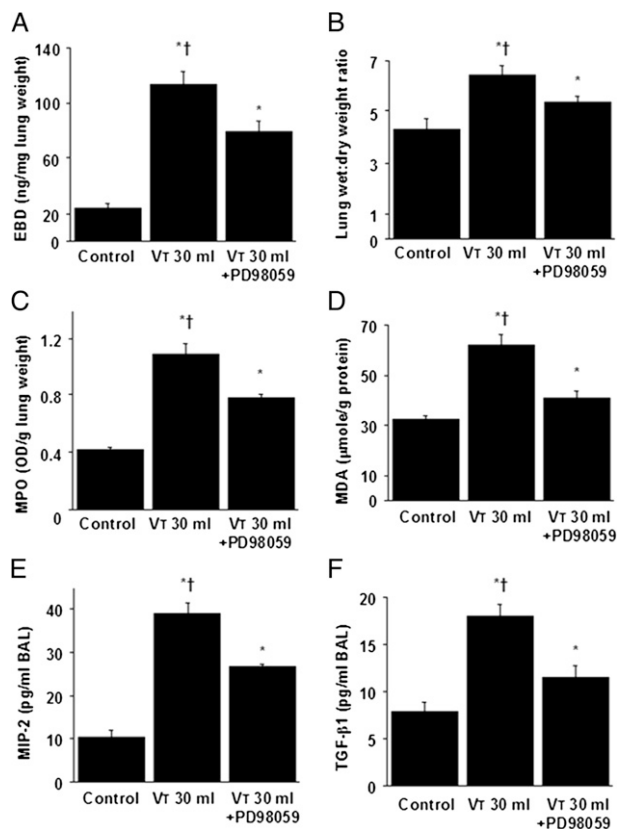 A
EBD (ng/mg lung weight)
140
100
60
20
0
*†
*
Control
VT 30 ml
VT 30 ml
+PD98059
B
Lung wet:dry weight ratio
7
5
3
1
0
*†
*
Control
VT 30 ml
VT 30 ml
+PD98059
C
MPO (OD/g lung weight)
1.2
0.8
0.4
0
*†
*
Control
VT 30 ml
VT 30 ml
+PD98059
D
MDA (µmole/g protein)
70
50
30
10
0
*†
*
Control
VT 30 ml
VT 30 ml
+PD98059
E
MIP-2 (pg/ml BAL)
40
30
20
10
0
*†
*
Control
VT 30 ml
VT 30 ml
+PD98059
F
TGF-β1 (pg/ml BAL)
20
15
10
5
0
*†
*
Control
VT 30 ml
VT 30 ml
+PD98059